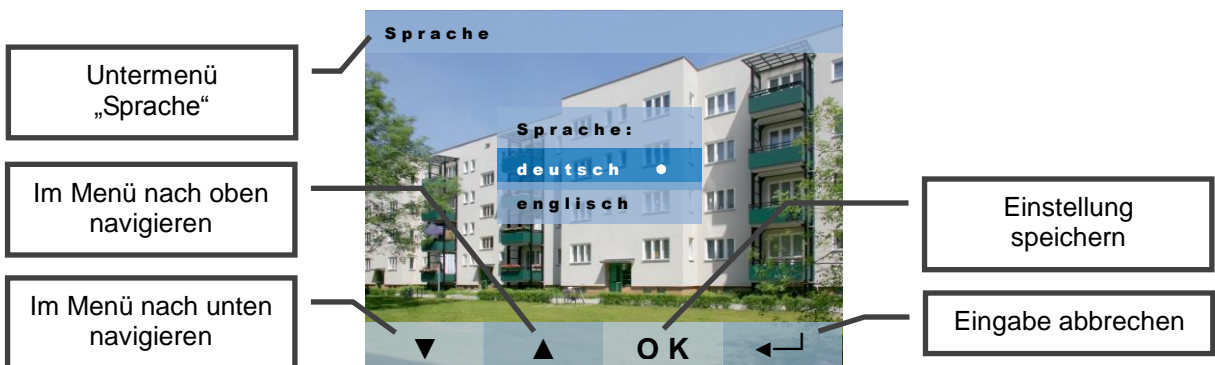 Sprache
Untermenü
„Sprache“
Sprache:
deutsch
englisch
Im Menü nach oben
navigieren
Im Menü nach unten
navigieren
Einstellung
speichern
Eingabe abbrechen
▼ ▲ OK ↵